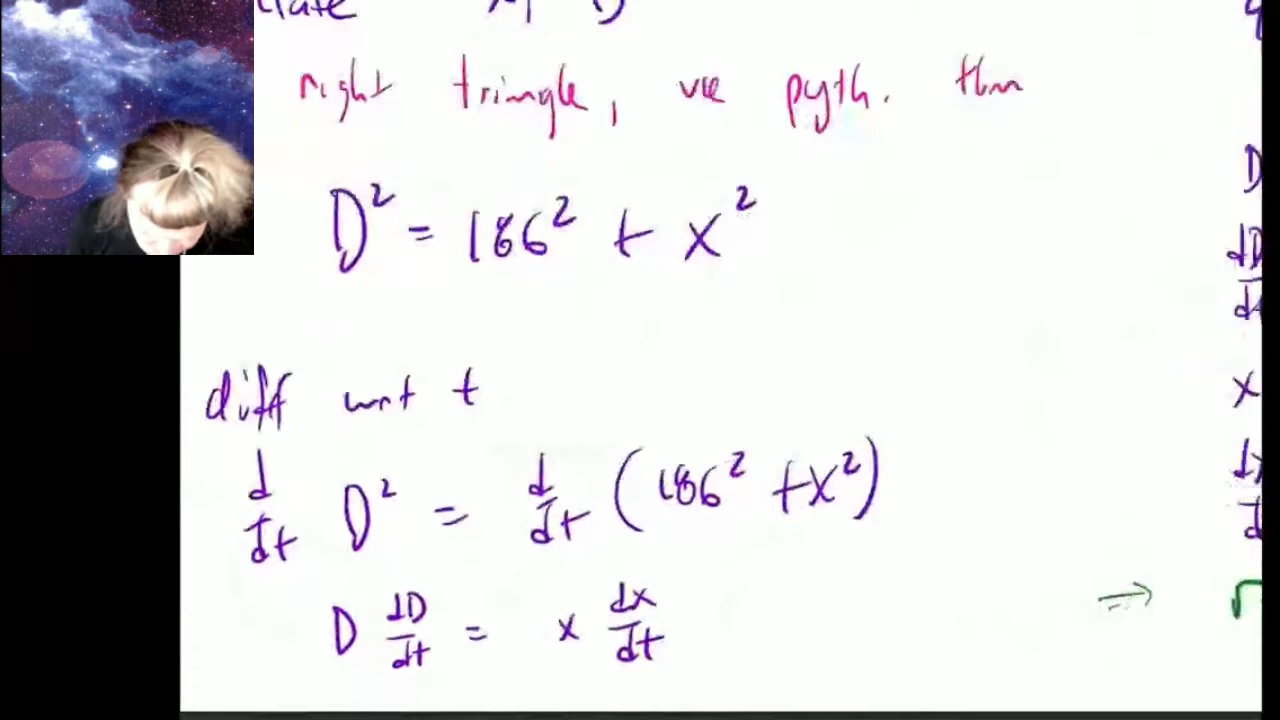 right triangle, use pyth. thm
D² = 186² + x²
diff wrt t
d/dt D² = d/dt (186² + x²)
D dD/dt = x dx/dt
⇒
D
x